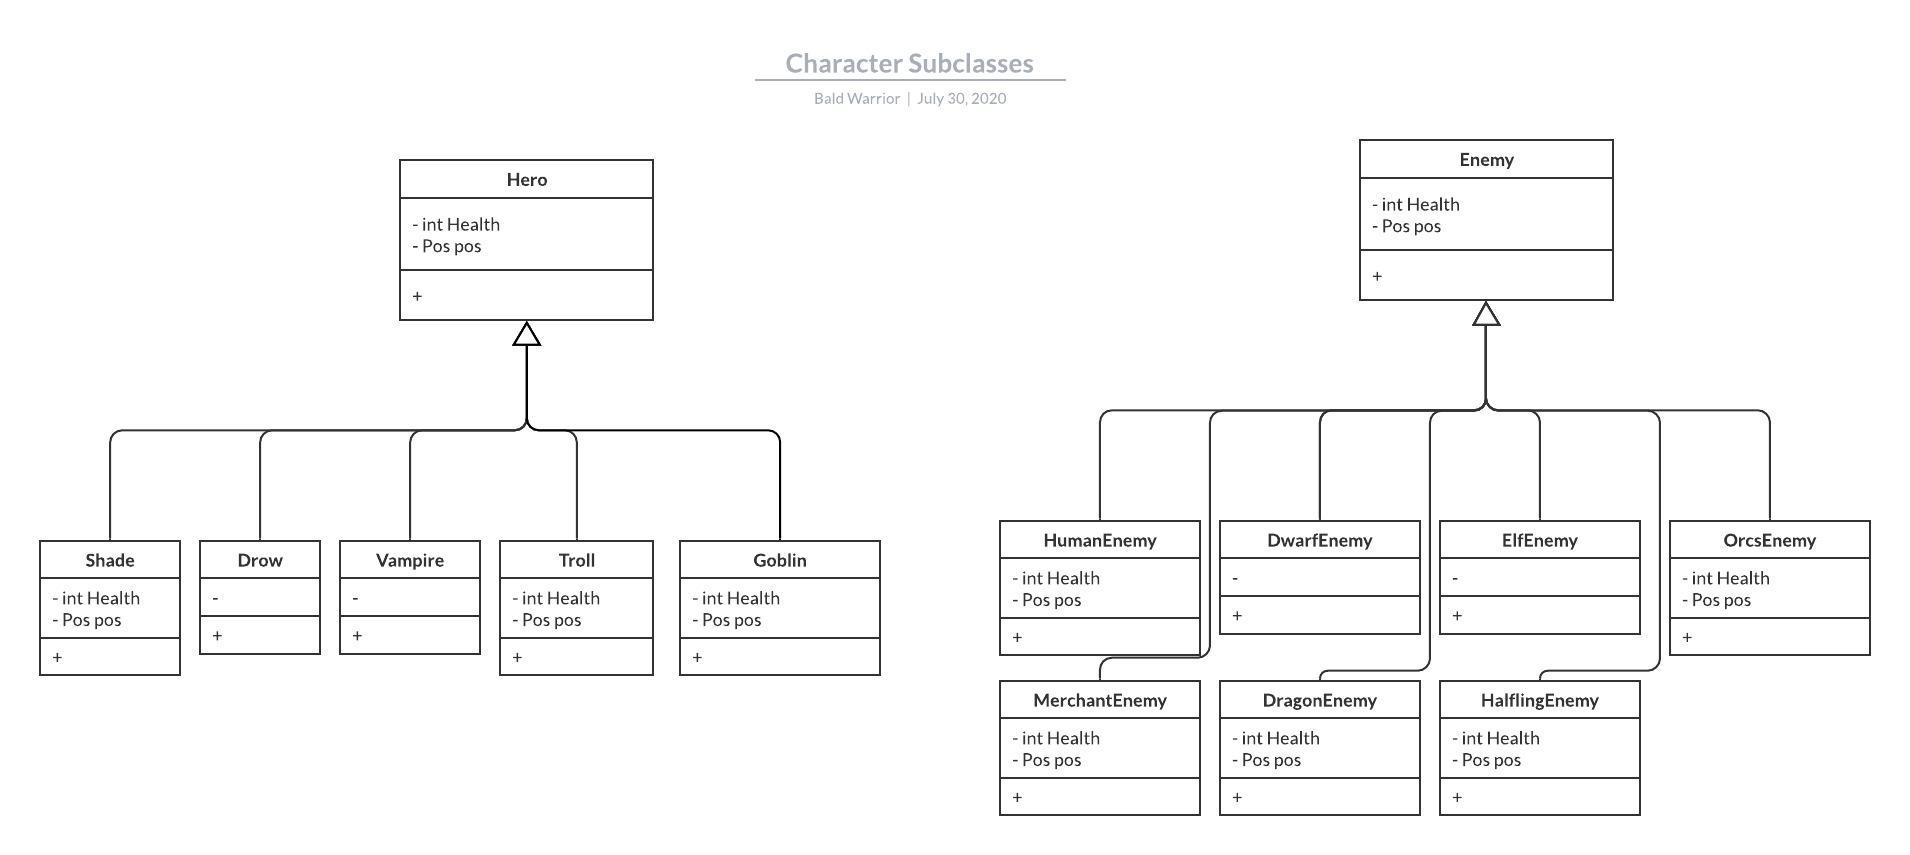 Character Subclasses
Bald Warrior | July 30, 2020
Hero
- int Health
- Pos pos
+
Enemy
- int Health
- Pos pos
+
Shade
- int Health
- Pos pos
+
Drow
-
+
Vampire
-
+
Troll
- int Health
- Pos pos
+
Goblin
- int Health
- Pos pos
+
HumanEnemy
- int Health
- Pos pos
+
DwarfEnemy
-
+
ElfEnemy
-
+
OrcsEnemy
- int Health
- Pos pos
+
MerchantEnemy
- int Health
- Pos pos
+
DragonEnemy
- int Health
- Pos pos
+
HalflingEnemy
- int Health
- Pos pos
+